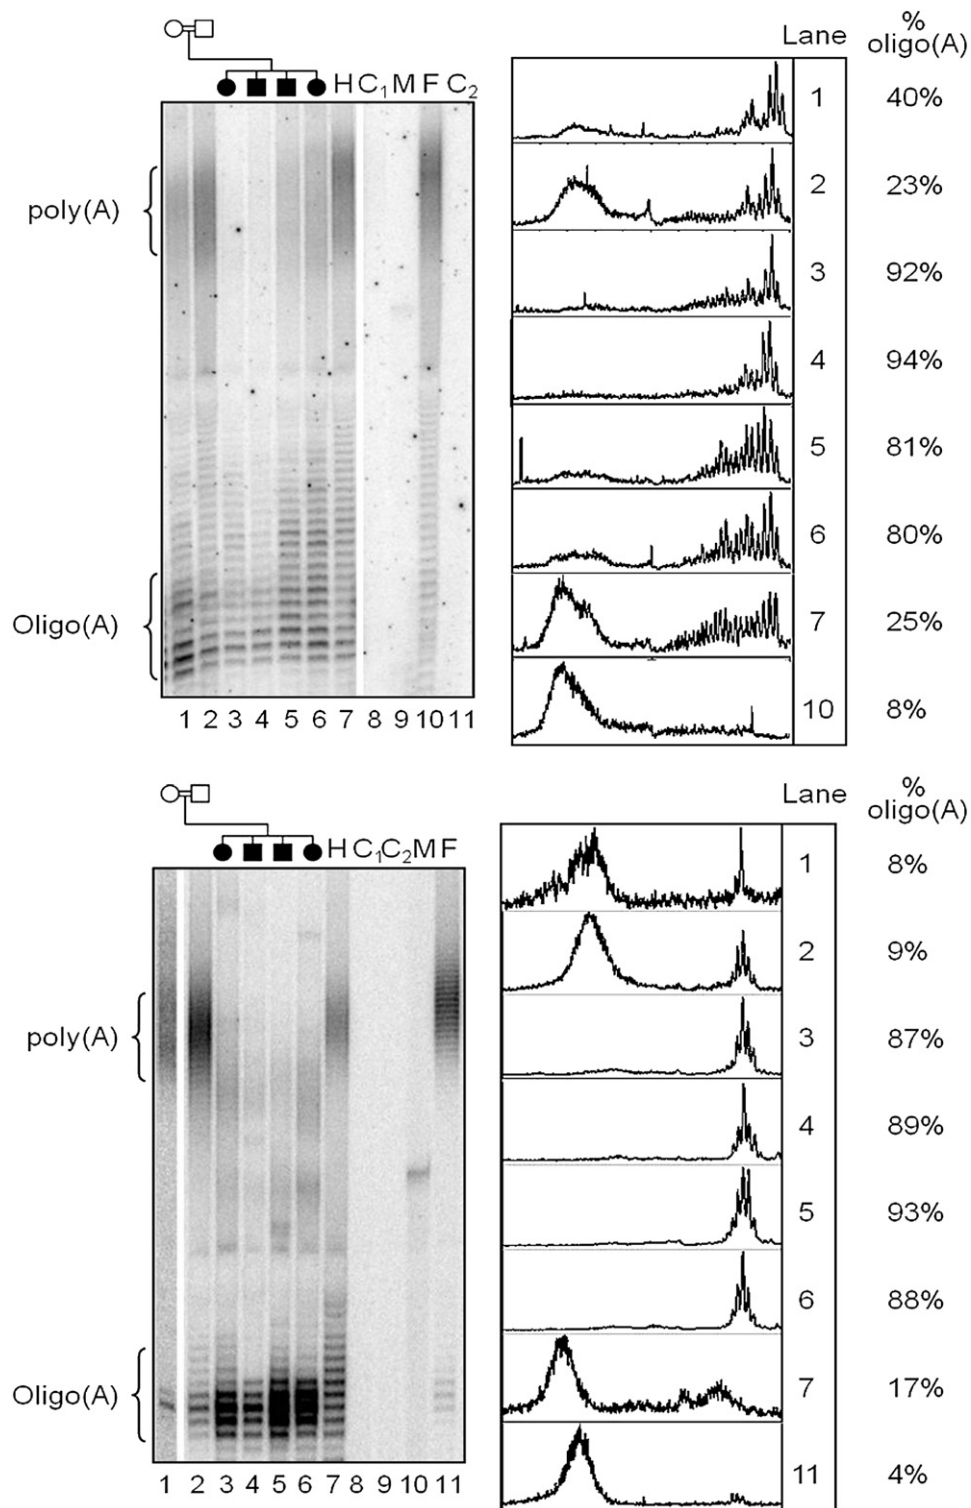 Lane
%
oligo(A)
H C₁ M F C₂
poly(A)
Oligo(A)
1 2 3 4 5 6 7 8 9 10 11
1 40%
2 23%
3 92%
4 94%
5 81%
6 80%
7 25%
10 8%
Lane
%
oligo(A)
H C₁ C₂ M F
poly(A)
Oligo(A)
1 2 3 4 5 6 7 8 9 10 11
1 8%
2 9%
3 87%
4 89%
5 93%
6 88%
7 17%
11 4%